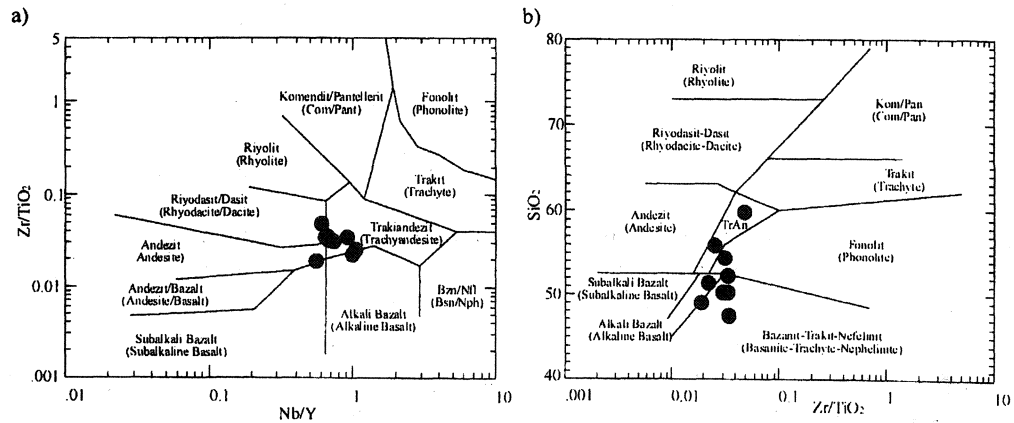 a)
5
1
0.1
0.01
.001
.01
0.1
1
10
Zr/TiO2
Nb/Y
Komendit/Pantellerit
(Com/Pant)
Fonolit
(Phonolite)
Riyolit
(Rhyolite)
Trakit
(Trachyte)
Riyodasit/Dasit
(Rhyodacite/Dacite)
Trakiandezit
(Trachyandesite)
Andezit
Andesite)
Andezit/Bazalt
(Andesite/Basalt)
Bzn/Nfl
(Bsn/Nph)
Alkali Bazalt
(Alkaline Basalt)
Subalkali Bazalt
(Subalkaline Basalt)
b)
80
70
60
50
40
.001
0.01
0.1
1
10
SiO2
Zr/TiO2
Riyolit
(Rhyolite)
Kom/Pan
(Com/Pan)
Riyodasit-Dasit
(Rhyodacite-Dacite)
Trakit
(Trachyte)
Andezit
(Andesite)
TrAn
Fonolit
(Phonolite)
Subalkali Bazalt
(Subalkaline Basalt)
Alkali Bazalt
(Alkaline Basalt)
Bazanit-Trakit-Nefelinit
(Basanite-Trachyte-Nephelinite)